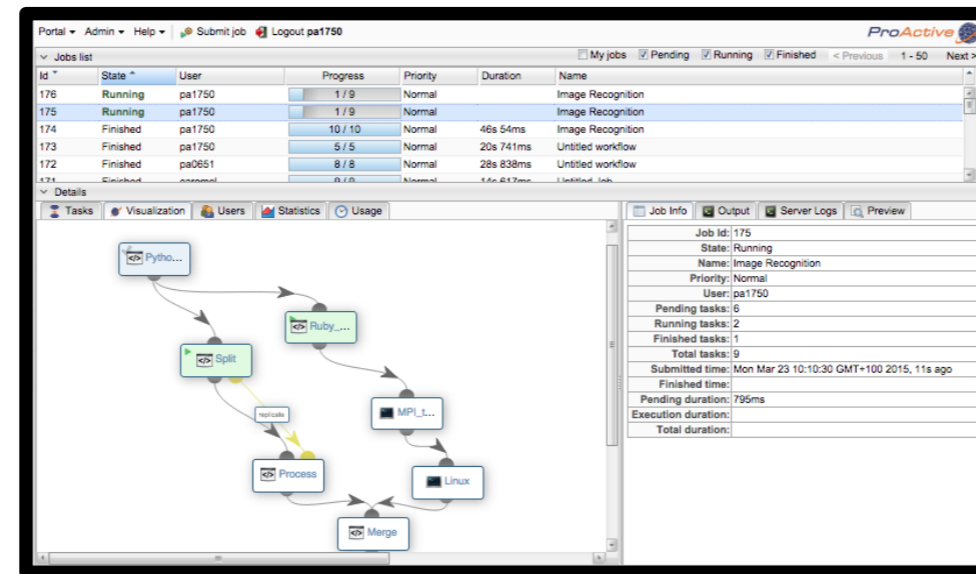 Portal Admin Help Submit job Logout pa1750 ProActive
Jobs list My jobs Pending Running Finished < Previous 1 - 50 Next >
Id State User Progress Priority Duration Name
176 Running pa1750 1 / 9 Normal Image Recognition
175 Running pa1750 1 / 9 Normal Image Recognition
174 Finished pa1750 10 / 10 Normal 46s 54ms Image Recognition
173 Finished pa1750 5 / 5 Normal 20s 741ms Untitled workflow
172 Finished pa0651 8 / 8 Normal 28s 838ms Untitled workflow
171 Finished Normal 14s 617ms Untitled Job
Details
Tasks Visualization Users Statistics Usage
Pytho...
Ruby_...
Split
replicate
MPI_t...
Process
Linux
Merge
Job Info Output Server Logs Preview
Job Id: 175
State: Running
Name: Image Recognition
Priority: Normal
User: pa1750
Pending tasks: 6
Running tasks: 2
Finished tasks: 1
Total tasks: 9
Submitted time: Mon Mar 23 10:10:30 GMT+100 2015, 11s ago
Finished time:
Pending duration: 795ms
Execution duration:
Total duration: